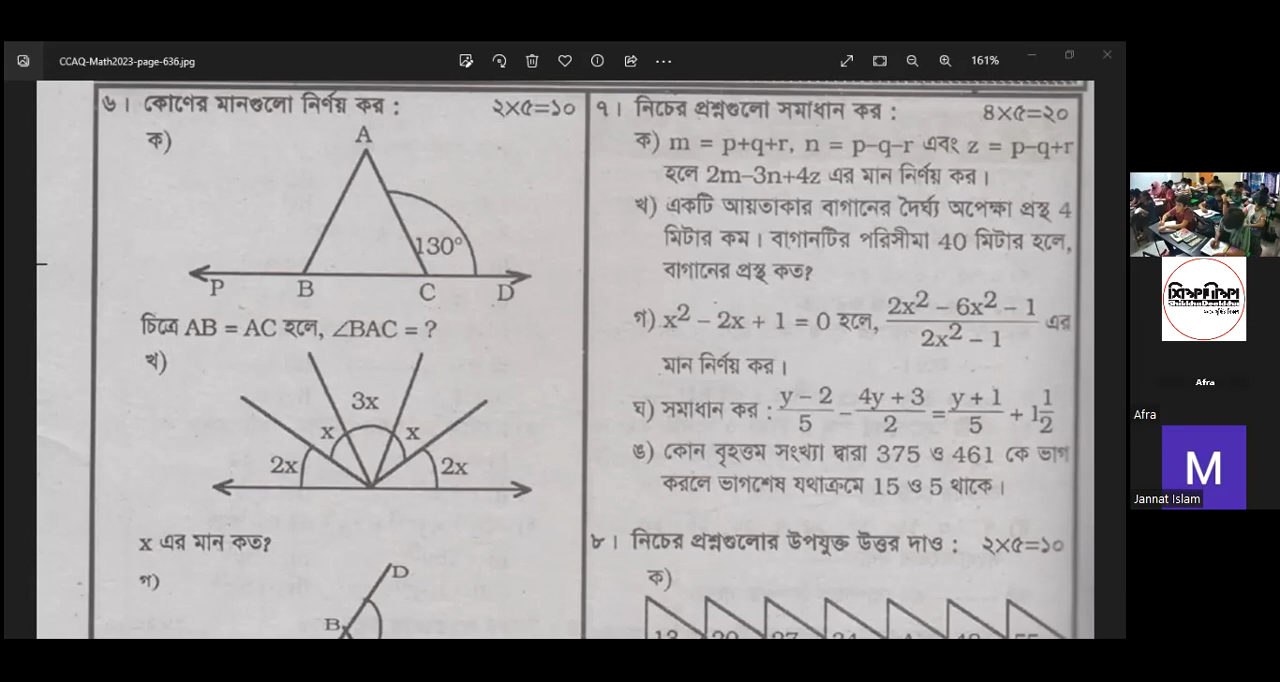 CCAQ-Math2023-page-636.jpg
161%
৬। কোণের মানগুলো নির্ণয় কর : ২×৫=১০
ক)
A
130°
P B C D
চিত্রে AB = AC হলে, ∠BAC = ?
খ)
3x
x x
2x 2x
x এর মান কত?
গ)
D
B
৭। নিচের প্রশ্নগুলো সমাধান কর : ৪×৫=২০
ক) m = p+q+r, n = p-q-r এবং z = p-q+r
হলে 2m-3n+4z এর মান নির্ণয় কর।
খ) একটি আয়তাকার বাগানের দৈর্ঘ্য অপেক্ষা প্রস্থ 4
মিটার কম। বাগানটির পরিসীমা 40 মিটার হলে,
বাগানের প্রস্থ কত?
গ) x² - 2x + 1 = 0 হলে, (2x² - 6x² - 1)/(2x² - 1) এর
মান নির্ণয় কর।
ঘ) সমাধান কর : (y - 2)/5 - (4y + 3)/2 = (y + 1)/5 + 1 1/2
ঙ) কোন বৃহত্তম সংখ্যা দ্বারা 375 ও 461 কে ভাগ
করলে ভাগশেষ যথাক্রমে 15 ও 5 থাকে।
৮। নিচের প্রশ্নগুলোর উপযুক্ত উত্তর দাও : ২×৫=১০
ক)
Afra
Afra
M
Jannat Islam